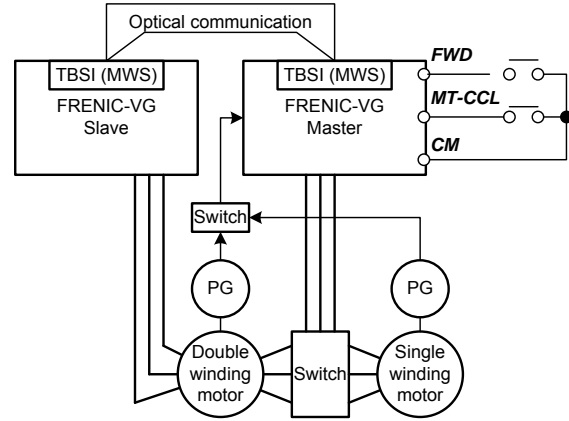 Optical communication
TBSI (MWS)
FRENIC-VG
Slave
TBSI (MWS)
FRENIC-VG
Master
FWD
MT-CCL
CM
Switch
PG
PG
Double
winding
motor
Switch
Single
winding
motor